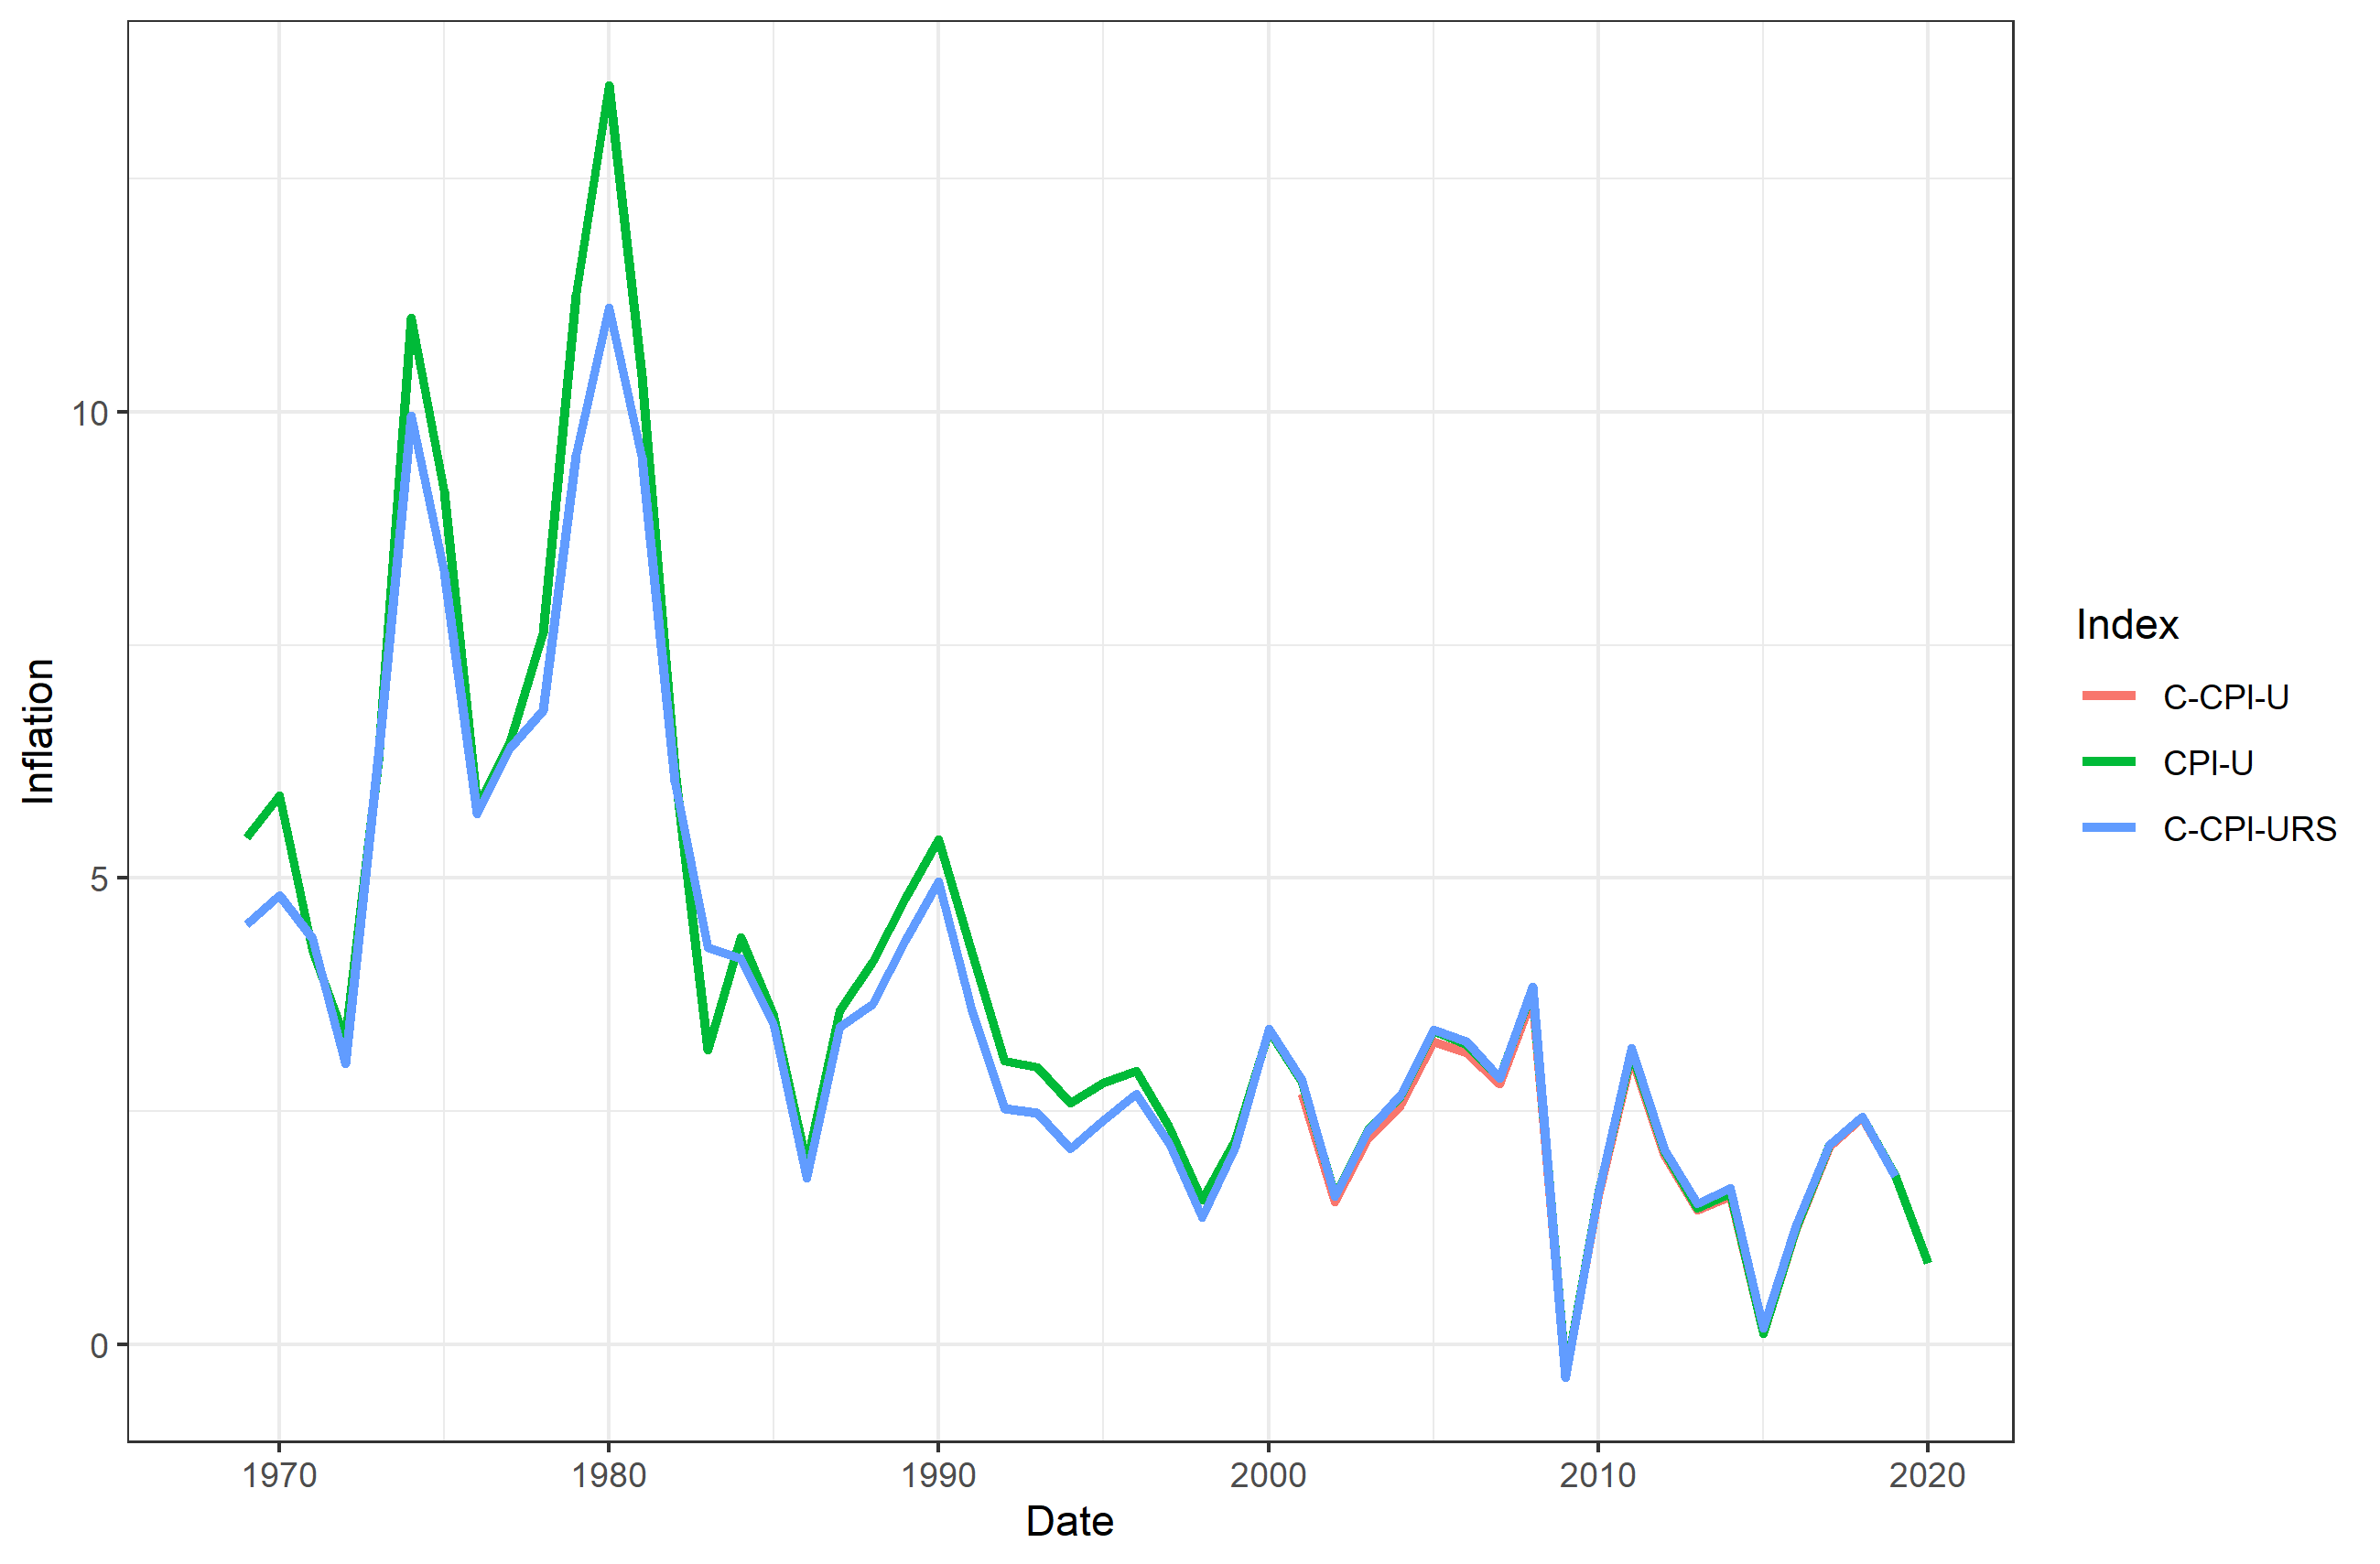 10
5
0
Inflation
1970 1980 1990 2000 2010 2020
Date
Index
C-CPI-U
CPI-U
C-CPI-URS